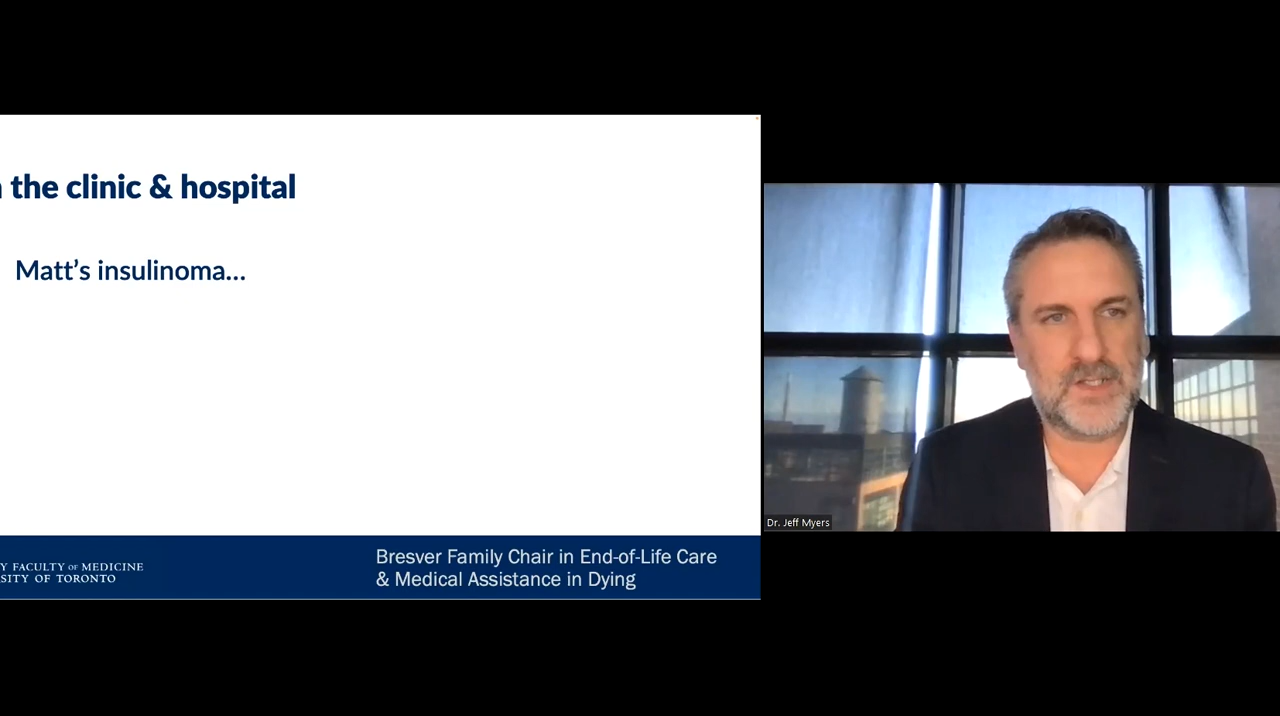 the clinic & hospital
Matt’s insulinoma...
Y FACULTY OF MEDICINE
SITY OF TORONTO
Bresver Family Chair in End-of-Life Care
& Medical Assistance in Dying
Dr. Jeff Myers